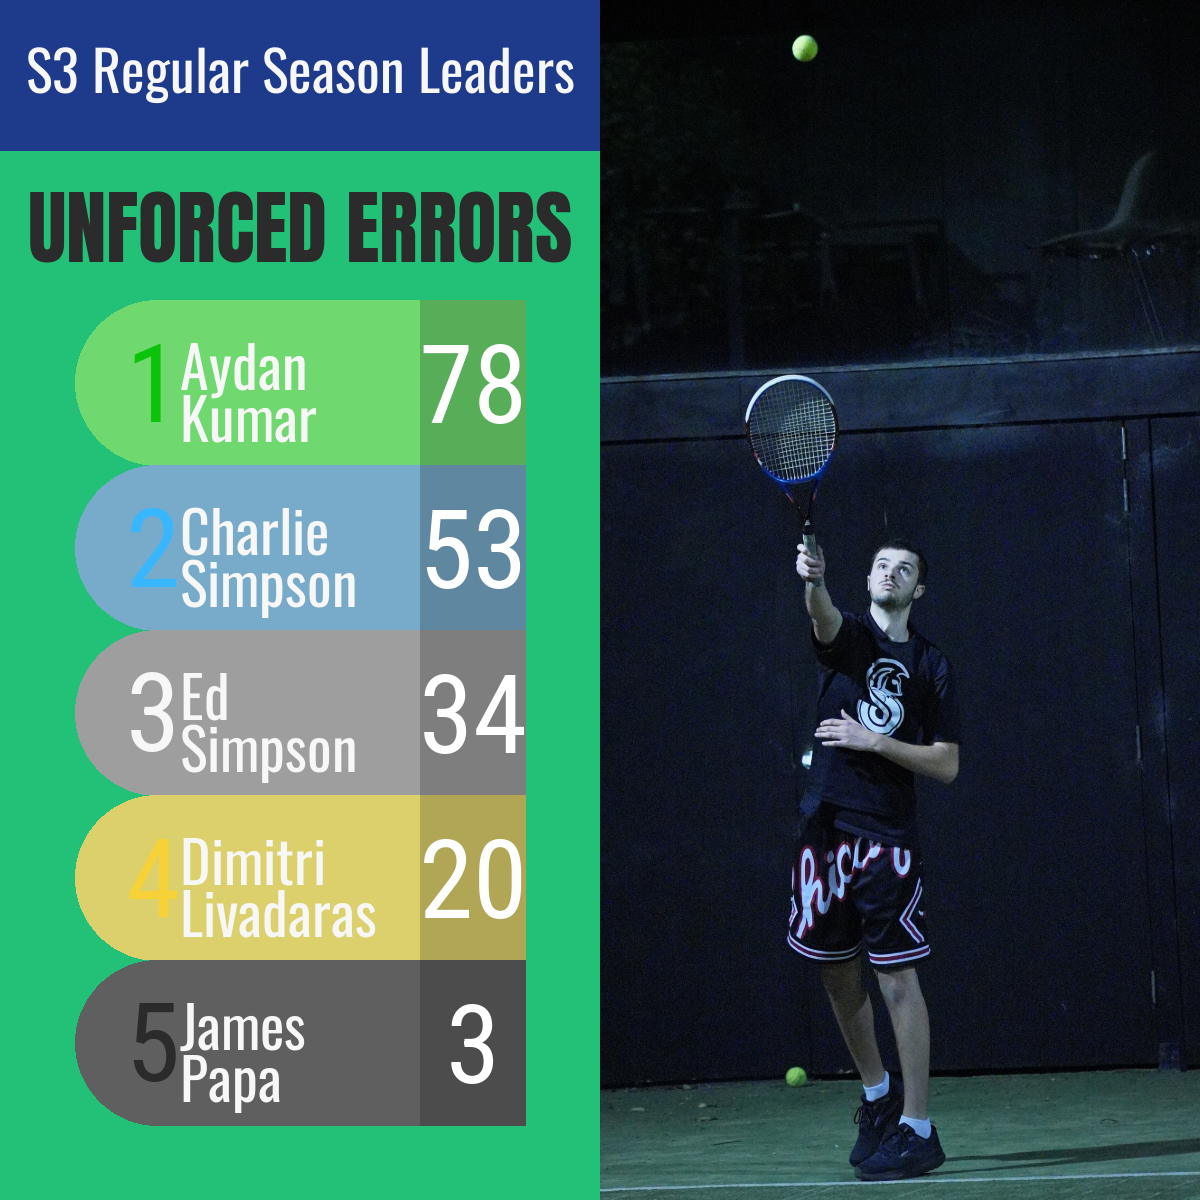 S3 Regular Season Leaders
UNFORCED ERRORS
1 Aydan
Kumar
78
2 Charlie
Simpson
53
3 Ed
Simpson
34
4 Dimitri
Livadaras
20
5 James
Papa
3
S